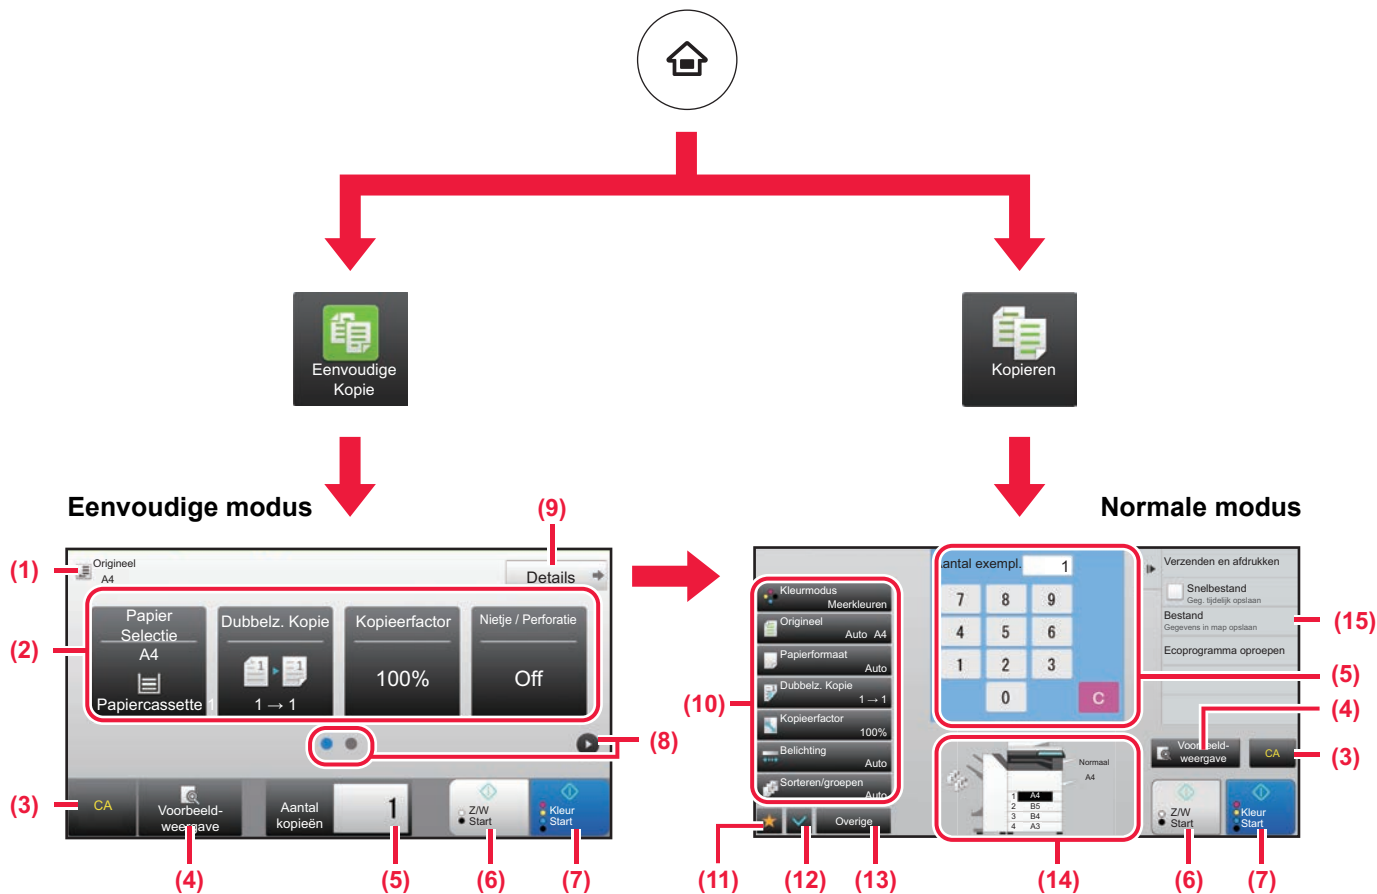 Eenvoudige
Kopie
Kopieren
Eenvoudige modus
(9)
Normale modus
(1)
Origineel
A4
Details
(2)
Papier
Selectie
A4
Papiercassette 1
Dubbelz. Kopie
1
1
1 → 1
Kopieerfactor
100%
Nietje / Perforatie
Off
(8)
(3)
CA
Voorbeeld-
weergave
Aantal
kopieën
1
Z/W
Start
Kleur
Start
(4)
(5)
(6)
(7)
(10)
Kleurmodus
Meerkleuren
Origineel
Auto A4
Papierformaat
Auto
Dubbelz. Kopie
1 → 1
Kopieerfactor
100%
Belichting
Auto
Sorteren/groepen
Auto
Overige
antal exempl.
1
7 8 9
4 5 6
1 2 3
0 C
Normaal
A4
1 A4
2 B5
3 B4
4 A3
Verzenden en afdrukken
Snelbestand
Geg. tijdelijk opslaan
Bestand
Gegevens in map opslaan
Ecoprogramma oproepen
Voorbeeld-
weergave
CA
Z/W
Start
Kleur
Start
(15)
(5)
(4)
(3)
(11)
(12)
(13)
(14)
(6)
(7)